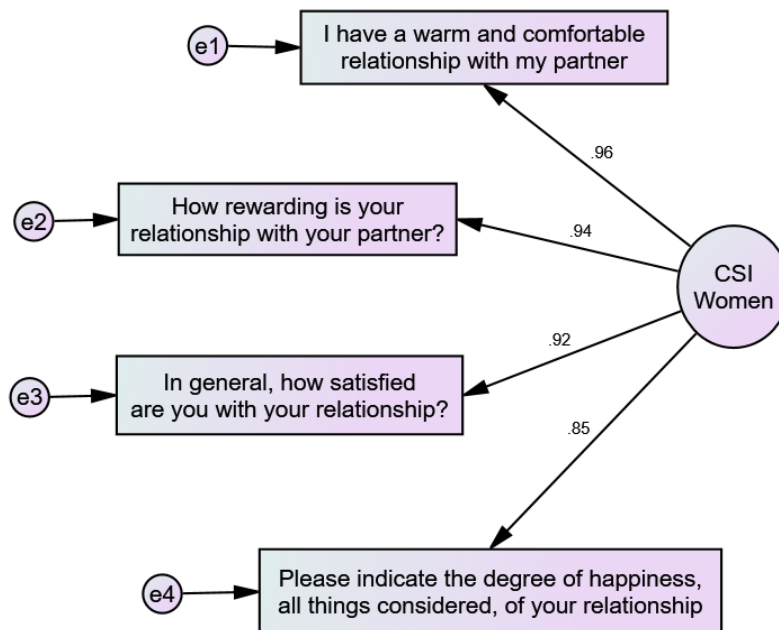 e1
I have a warm and comfortable
relationship with my partner
.96
e2
How rewarding is your
relationship with your partner?
.94
CSI
Women
.92
e3
In general, how satisfied
are you with your relationship?
.85
e4
Please indicate the degree of happiness,
all things considered, of your relationship